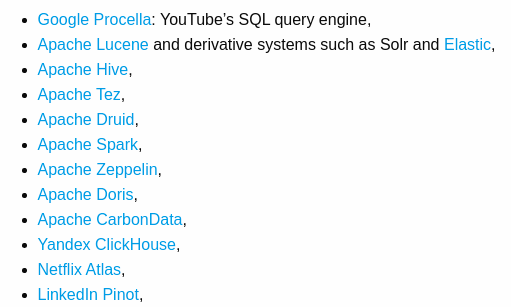 Google Procella: YouTube’s SQL query engine,
Apache Lucene and derivative systems such as Solr and Elastic,
Apache Hive,
Apache Tez,
Apache Druid,
Apache Spark,
Apache Zeppelin,
Apache Doris,
Apache CarbonData,
Yandex ClickHouse,
Netflix Atlas,
LinkedIn Pinot,